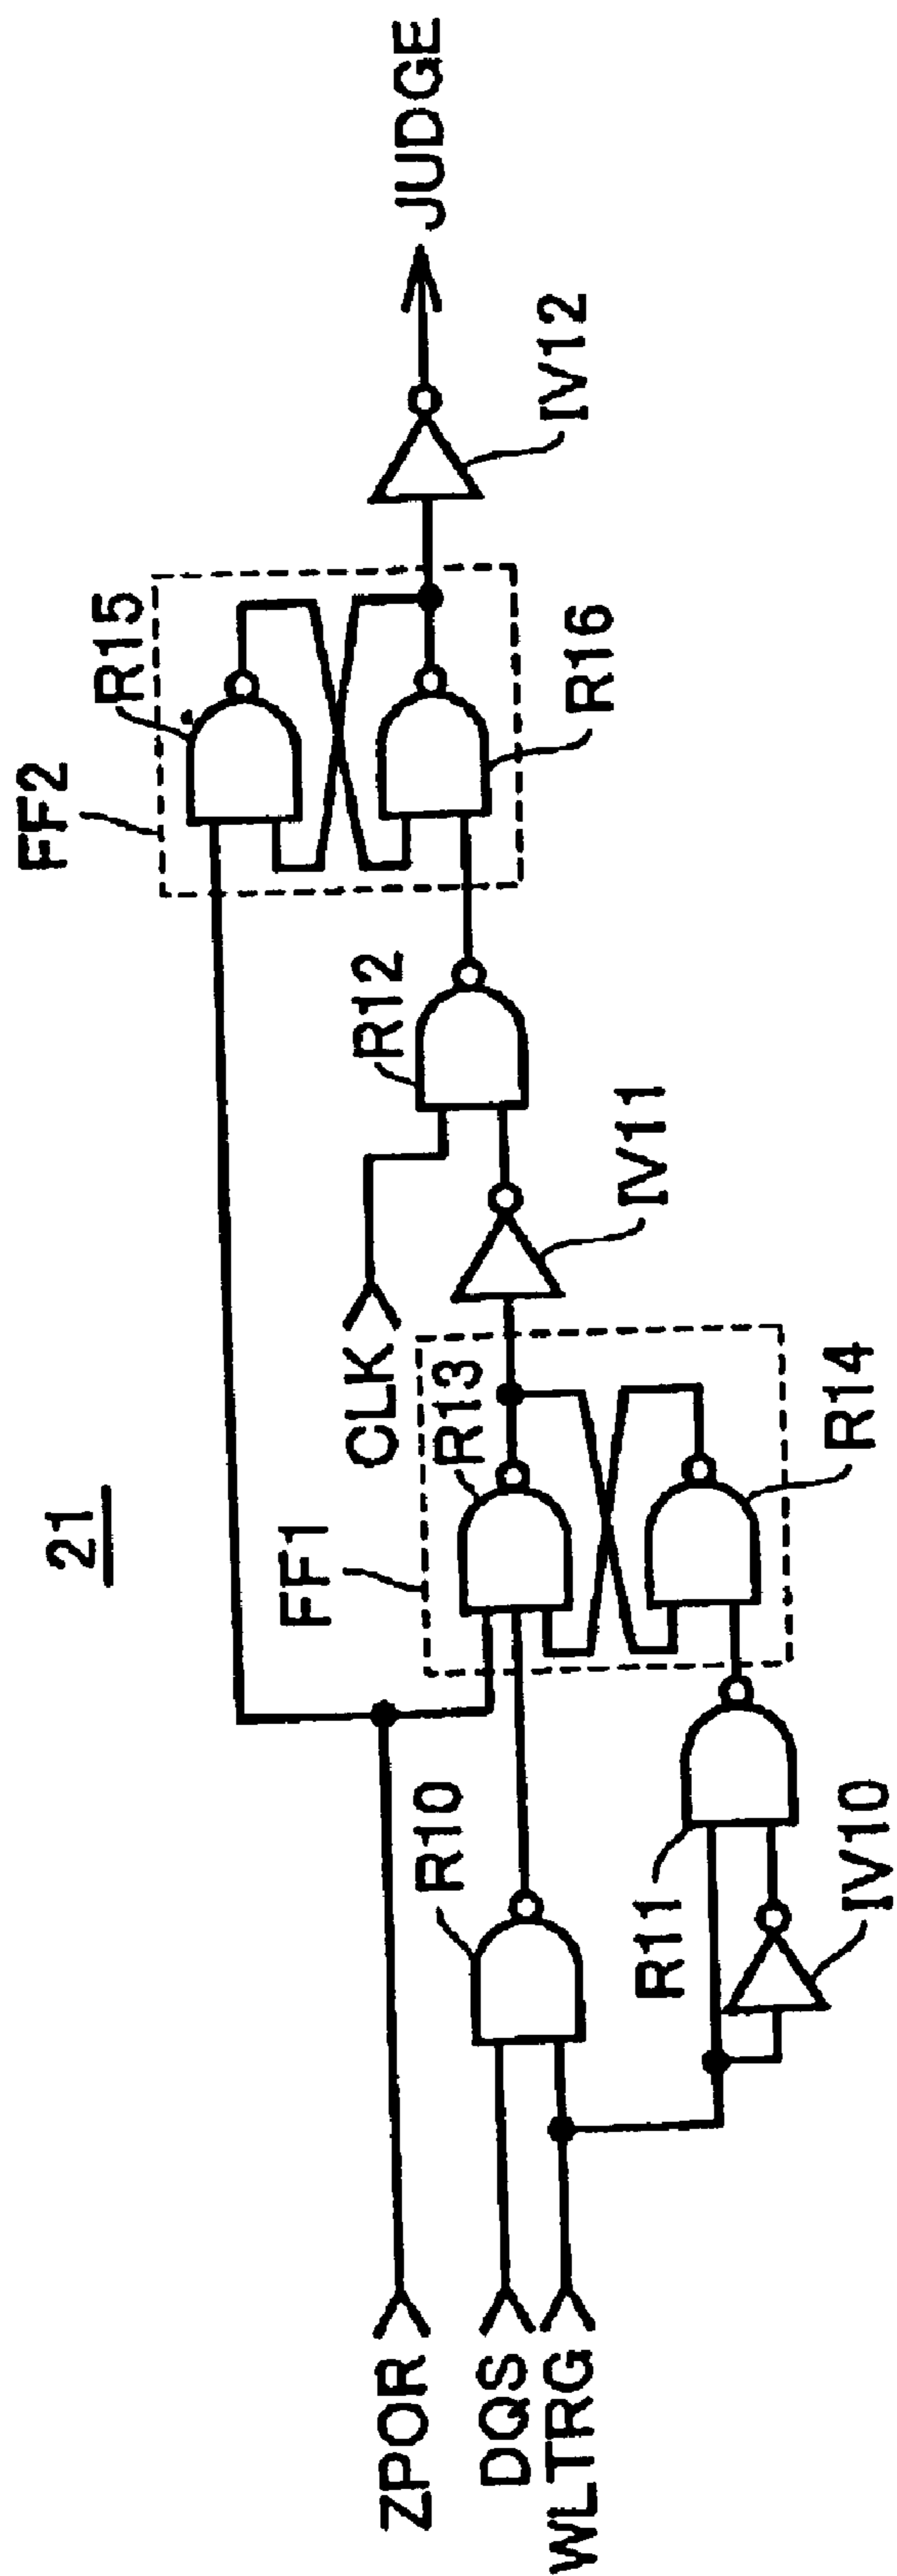 21
ZPOR
DQS
WLTRG
R10
R11
IV10
FF1
R13
R14
CLK
IV11
R12
FF2
R15
R16
IV12
JUDGE